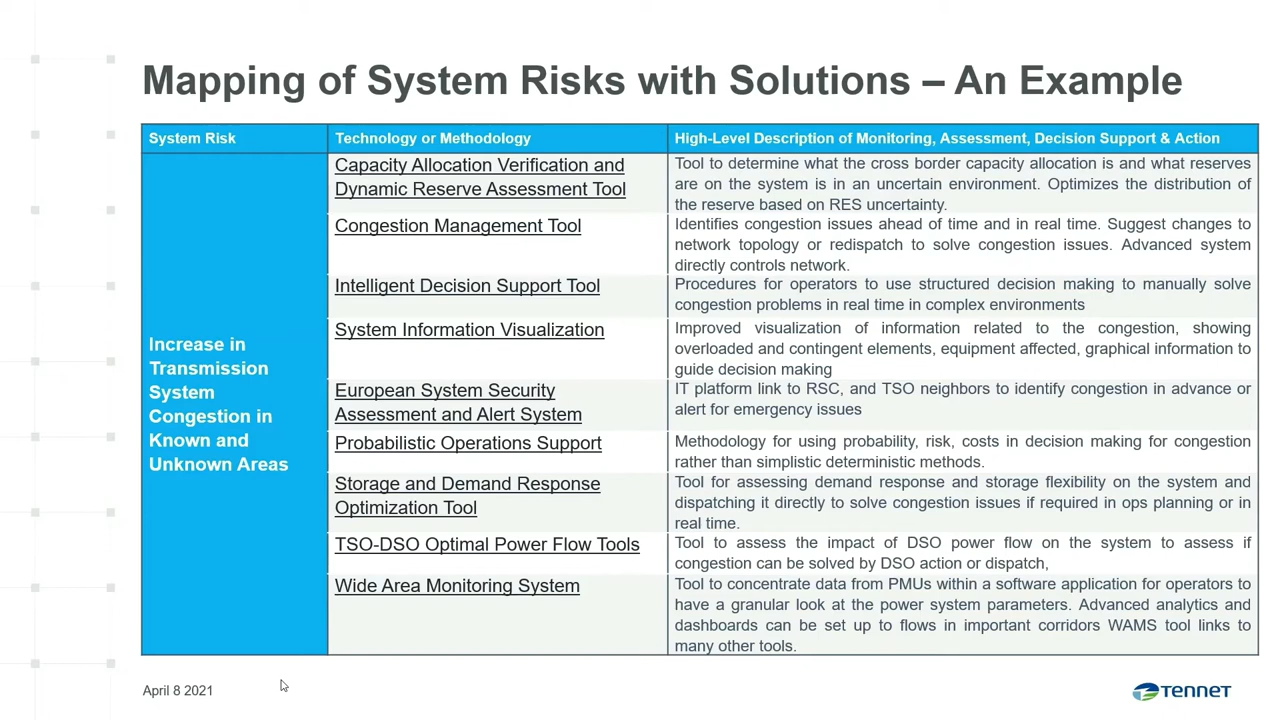 Mapping of System Risks with Solutions – An Example
System Risk
Technology or Methodology
High-Level Description of Monitoring, Assessment, Decision Support & Action
Increase in
Transmission
System
Congestion in
Known and
Unknown Areas
Capacity Allocation Verification and
Dynamic Reserve Assessment Tool
Tool to determine what the cross border capacity allocation is and what reserves
are on the system is in an uncertain environment. Optimizes the distribution of
the reserve based on RES uncertainty.
Congestion Management Tool
Identifies congestion issues ahead of time and in real time. Suggest changes to
network topology or redispatch to solve congestion issues. Advanced system
directly controls network.
Intelligent Decision Support Tool
Procedures for operators to use structured decision making to manually solve
congestion problems in real time in complex environments
System Information Visualization
Improved visualization of information related to the congestion, showing
overloaded and contingent elements, equipment affected, graphical information to
guide decision making
European System Security
Assessment and Alert System
IT platform link to RSC, and TSO neighbors to identify congestion in advance or
alert for emergency issues
Probabilistic Operations Support
Methodology for using probability, risk, costs in decision making for congestion
rather than simplistic deterministic methods.
Storage and Demand Response
Optimization Tool
Tool for assessing demand response and storage flexibility on the system and
dispatching it directly to solve congestion issues if required in ops planning or in
real time.
TSO-DSO Optimal Power Flow Tools
Tool to assess the impact of DSO power flow on the system to assess if
congestion can be solved by DSO action or dispatch,
Wide Area Monitoring System
Tool to concentrate data from PMUs within a software application for operators to
have a granular look at the power system parameters. Advanced analytics and
dashboards can be set up to flows in important corridors WAMS tool links to
many other tools.
April 8 2021
TENNET